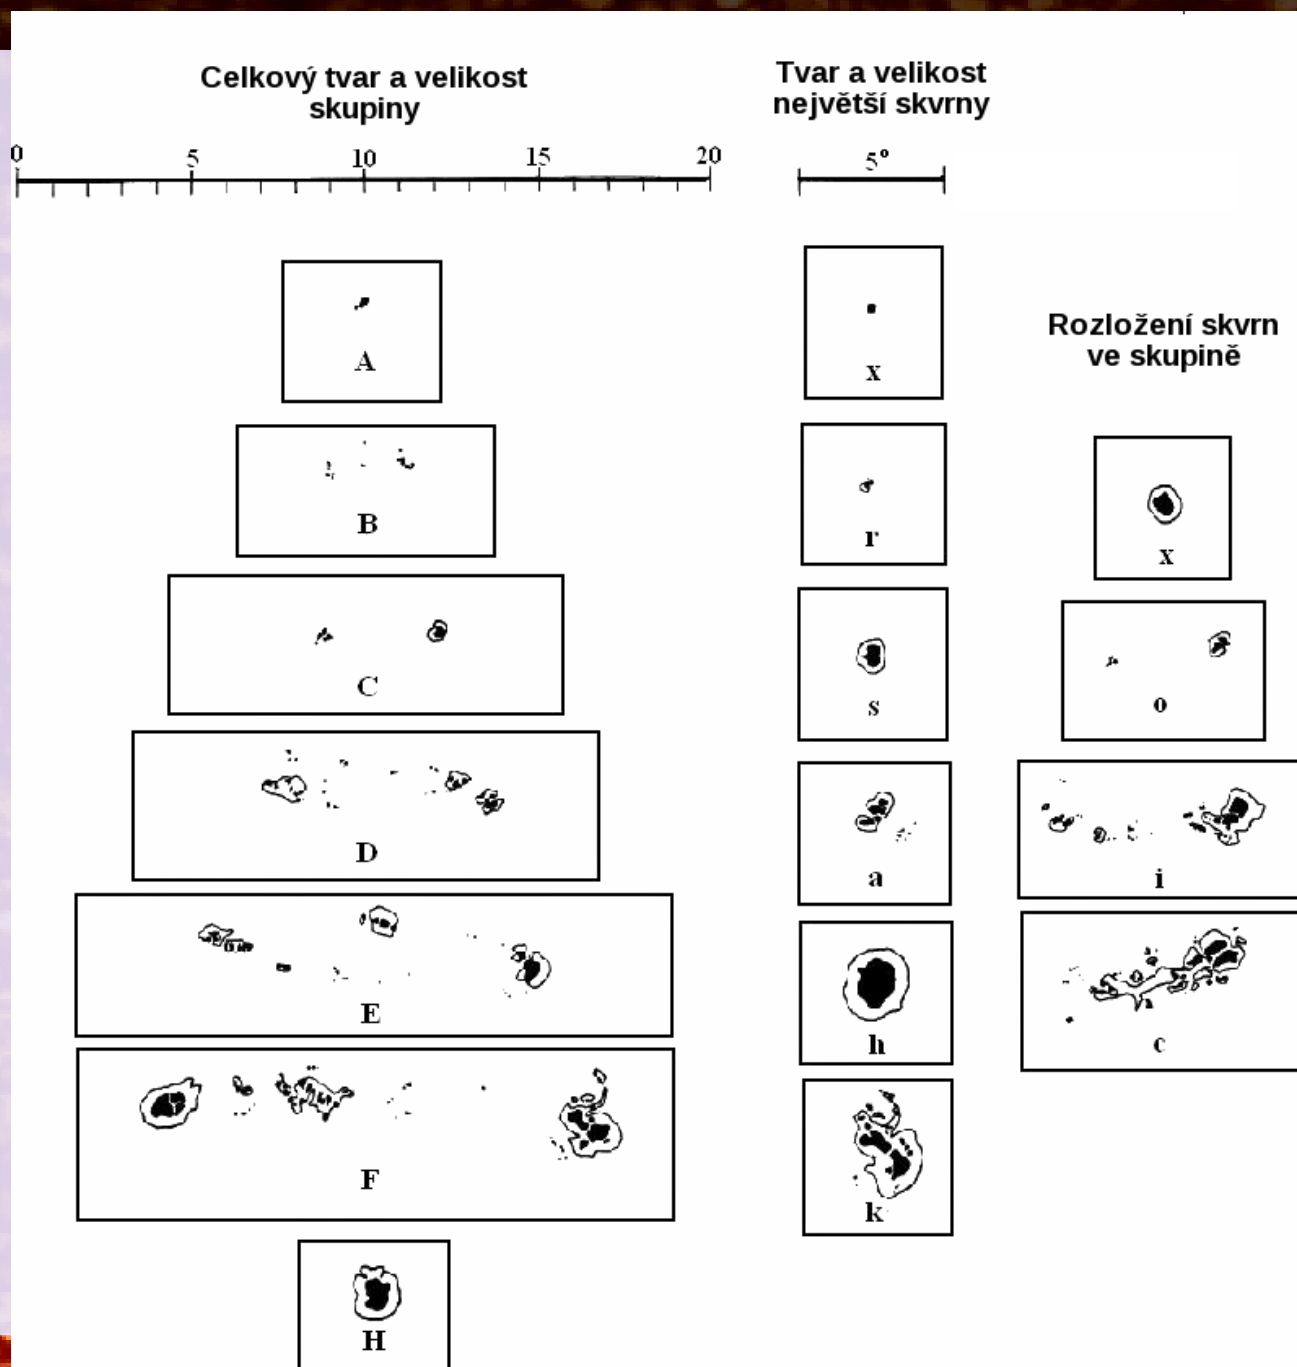 Celkový tvar a velikost
skupiny
0 5 10 15 20
A
B
C
D
E
F
H
Tvar a velikost
největší skvrny
5°
x
r
s
a
h
k
Rozložení skvrn
ve skupině
x
o
i
c